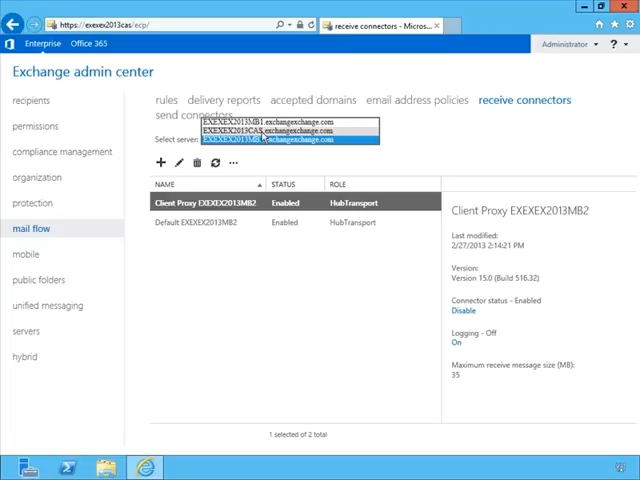 https://exexex2013cas/ecp/
receive connectors - Micros...
Enterprise Office 365
Administrator ?
Exchange admin center
recipients
permissions
compliance management
organization
protection
mail flow
mobile
public folders
unified messaging
servers
hybrid
rules delivery reports accepted domains email address policies receive connectors
send connectors
EXEXEX2013MB1.exchangexchange.com
EXEXEX2013CAS.exchangexchange.com
Select server: EXEXEX2013MB2.exchangexchange.com
NAME STATUS ROLE
Client Proxy EXEXEX2013MB2 Enabled HubTransport
Default EXEXEX2013MB2 Enabled HubTransport
Client Proxy EXEXEX2013MB2
Last modified:
2/27/2013 2:14:21 PM
Version:
Version 15.0 (Build 516.32)
Connector status - Enabled
Disable
Logging - Off
On
Maximum receive message size (MB):
35
1 selected of 2 total